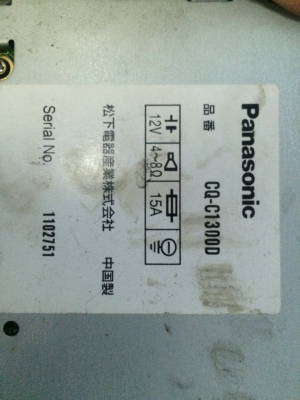 Panasonic
品番 CQ-C1300D
12V 4~8Ω 15A
松下電器産業株式会社 中国製
Serial No. 1102751